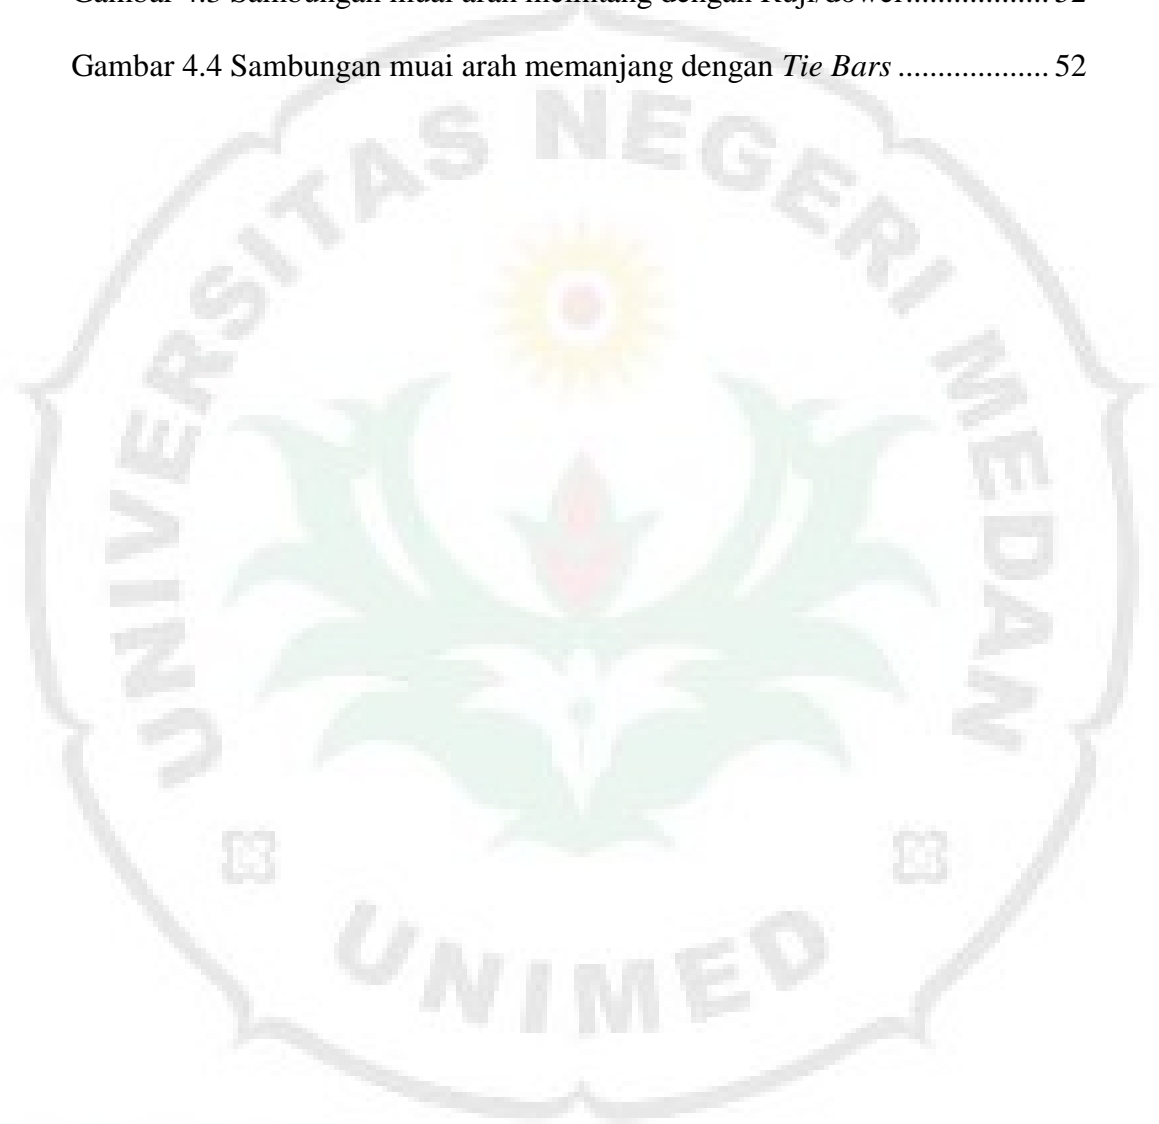 Gambar 4.3 Sambungan muai arah melintang dengan Ruji/dowel.................. 52
Gambar 4.4 Sambungan muai arah memanjang dengan Tie Bars ................... 52
UNIVERSITAS NEGERI MEDAN
UNIMED